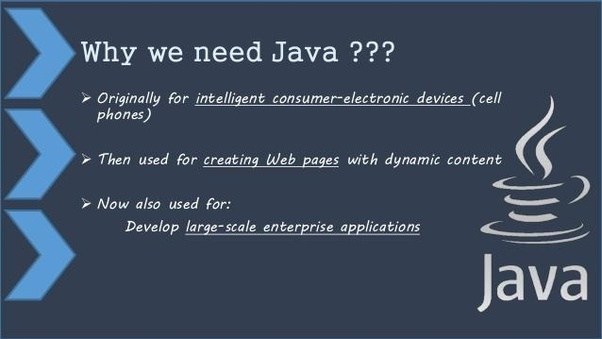 Why we need Java ???
Originally for intelligent consumer-electronic devices (cell
phones)
Then used for creating Web pages with dynamic content
Now also used for:
Develop large-scale enterprise applications
Java